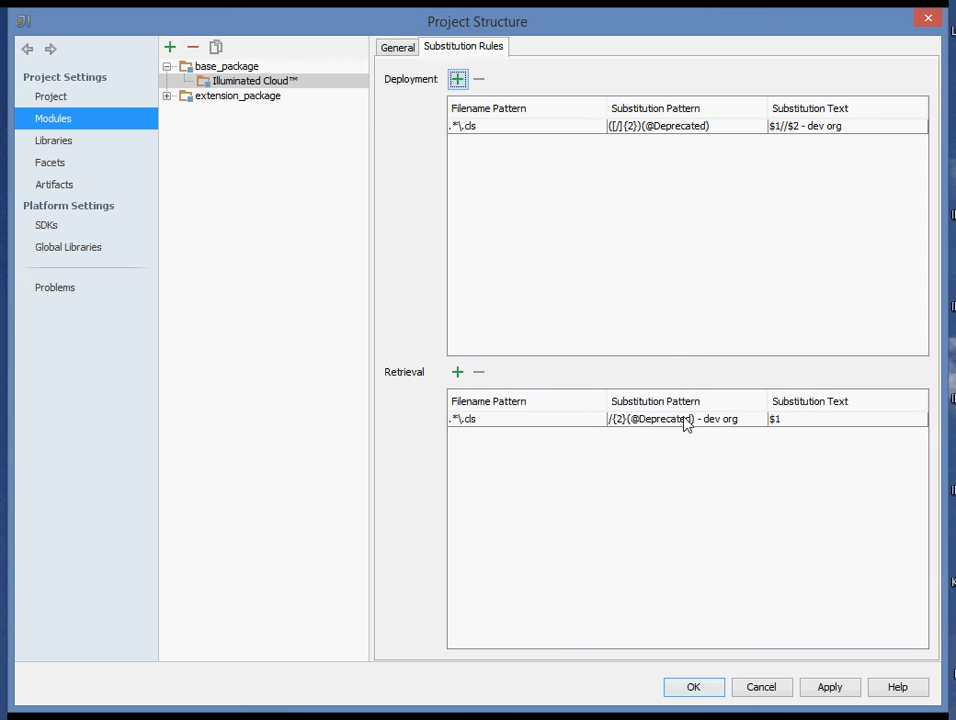 Project Structure
Project Settings
Project
Modules
Libraries
Facets
Artifacts
Platform Settings
SDKs
Global Libraries
Problems
base_package
Illuminated Cloud™
extension_package
General
Substitution Rules
Deployment
Filename Pattern Substitution Pattern Substitution Text
.*\.cls ([/]{2})(@Deprecated) $1//$2 - dev org
Retrieval
Filename Pattern Substitution Pattern Substitution Text
.*\.cls /{2}(@Deprecated) - dev org $1
OK Cancel Apply Help